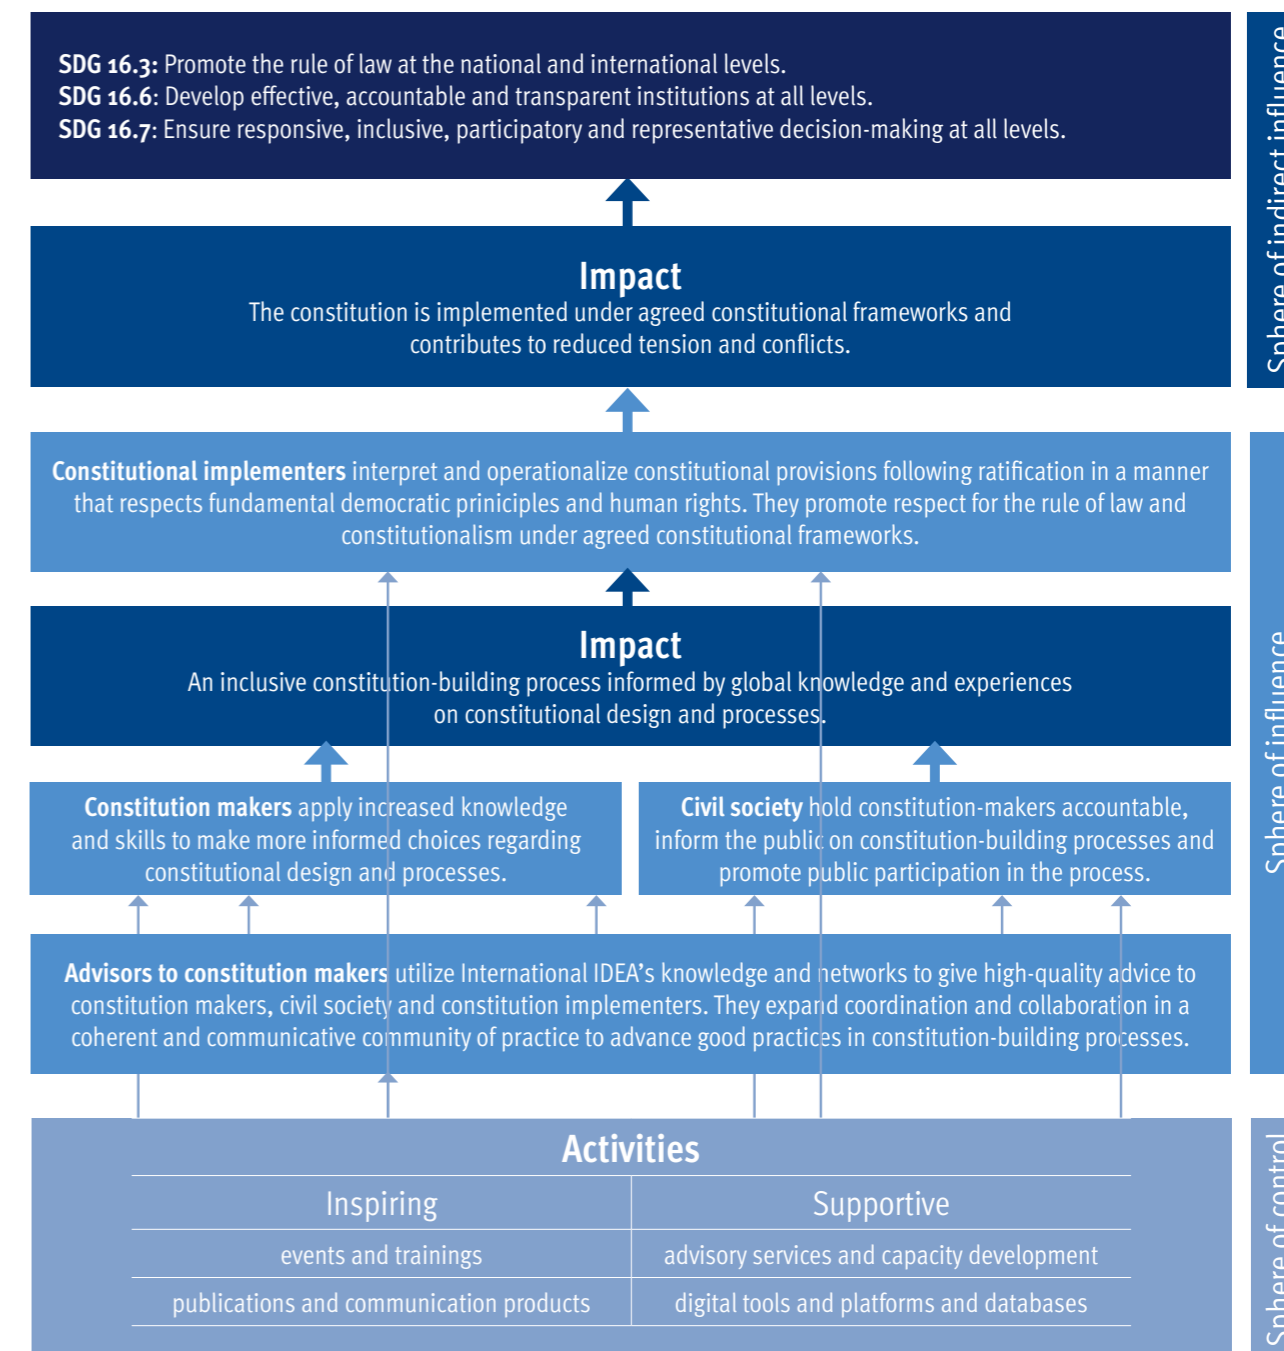 SDG 16.3: Promote the rule of law at the national and international levels.
SDG 16.6: Develop effective, accountable and transparent institutions at all levels.
SDG 16.7: Ensure responsive, inclusive, participatory and representative decision-making at all levels.
Sphere of indirect influence
Impact
The constitution is implemented under agreed constitutional frameworks and
contributes to reduced tension and conflicts.
Constitutional implementers interpret and operationalize constitutional provisions following ratification in a manner
that respects fundamental democratic priniciples and human rights. They promote respect for the rule of law and
constitutionalism under agreed constitutional frameworks.
Impact
An inclusive constitution-building process informed by global knowledge and experiences
on constitutional design and processes.
Sphere of influence
Constitution makers apply increased knowledge
and skills to make more informed choices regarding
constitutional design and processes.
Civil society hold constitution-makers accountable,
inform the public on constitution-building processes and
promote public participation in the process.
Advisors to constitution makers utilize International IDEA's knowledge and networks to give high-quality advice to
constitution makers, civil society and constitution implementers. They expand coordination and collaboration in a
coherent and communicative community of practice to advance good practices in constitution-building processes.
Activities
Inspiring
Supportive
events and trainings
advisory services and capacity development
publications and communication products
digital tools and platforms and databases
Sphere of control